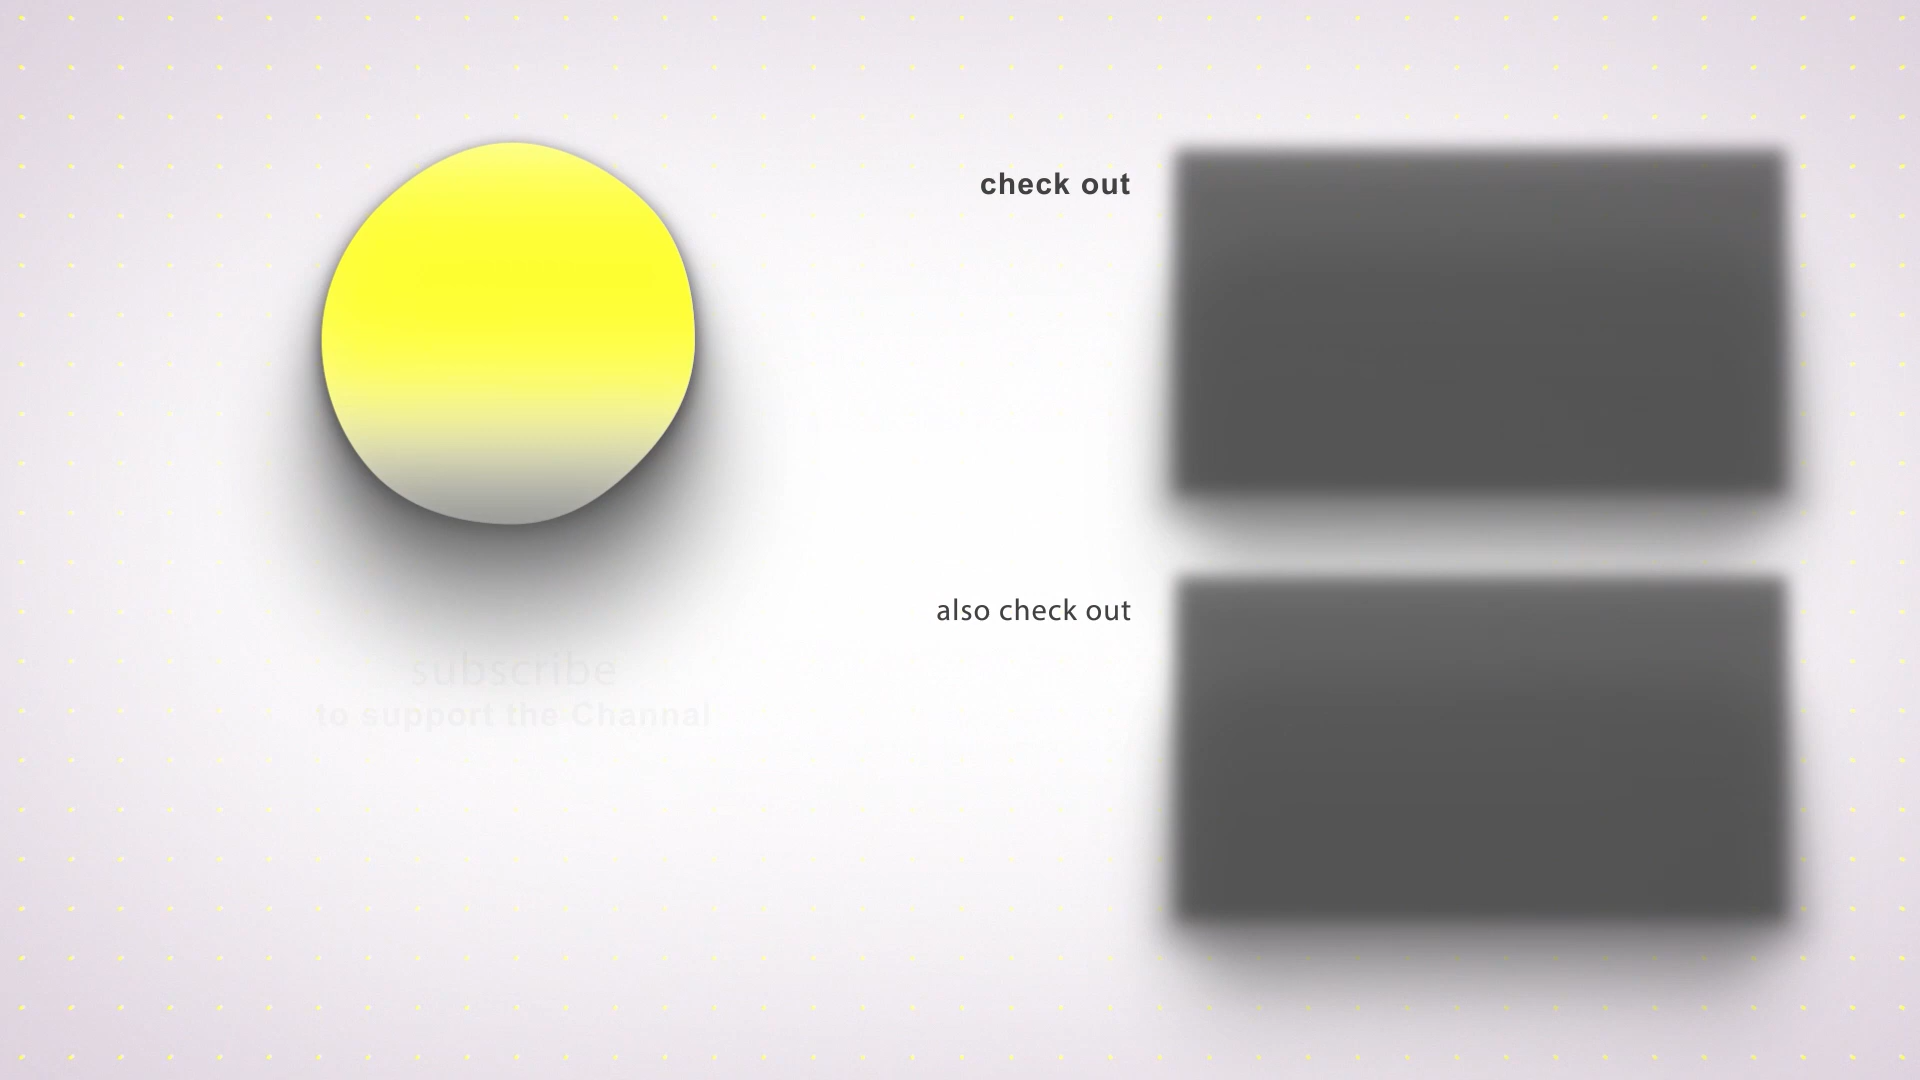 check out
also check out
subscribe
to support the Channal